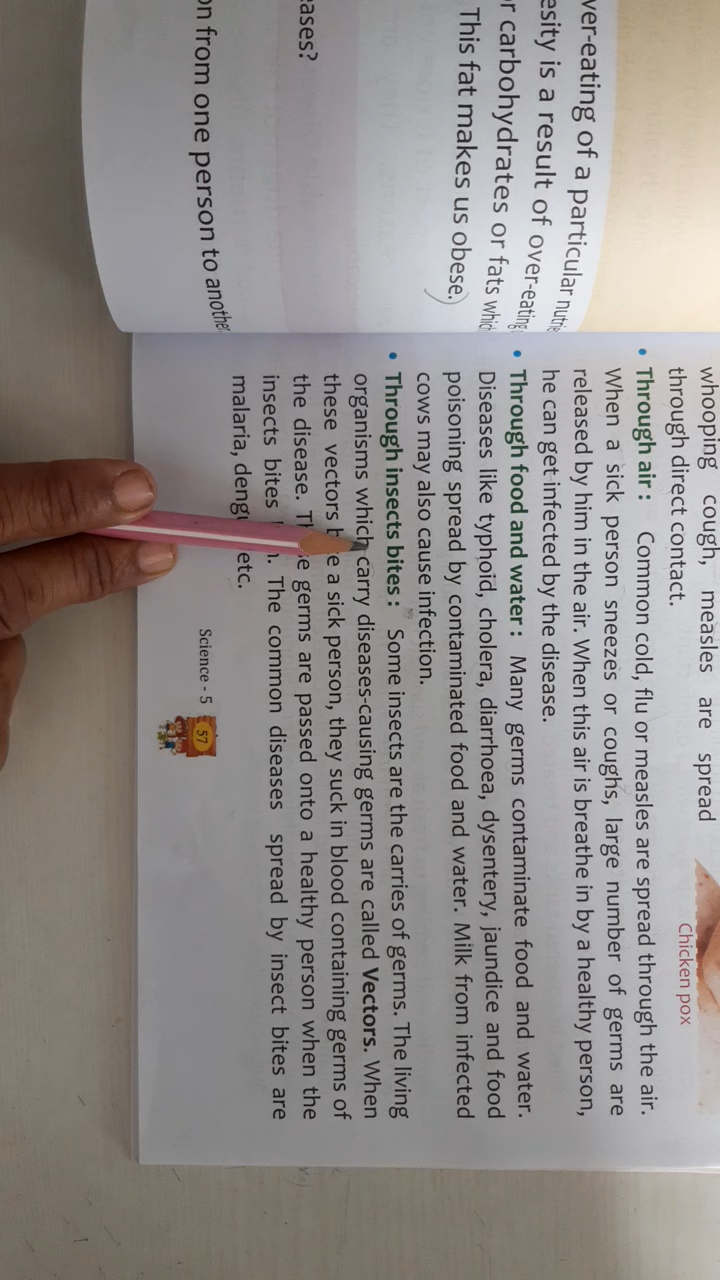 ver-eating of a particular
esity is a result of over-eating
r carbohydrates or fats
This fat makes us obese.)
eases?
on from one person to
whooping cough, measles are spread
through direct contact.
Chicken pox
• Through air : Common cold, flu or measles are spread through the air.
When a sick person sneezes or coughs, large number of germs are
released by him in the air. When this air is breathe in by a healthy person,
he can get infected by the disease.
• Through food and water : Many germs contaminate food and water.
Diseases like typhoid, cholera, diarrhoea, dysentery, jaundice and food
poisoning spread by contaminated food and water. Milk from infected
cows may also cause infection.
• Through insects bites : Some insects are the carries of germs. The living
organisms which carry diseases-causing germs are called Vectors. When
these vectors a sick person, they suck in blood containing germs of
the disease. germs are passed onto a healthy person when the
insects bites The common diseases spread by insect bites are
malaria, etc.
Science - 5 57